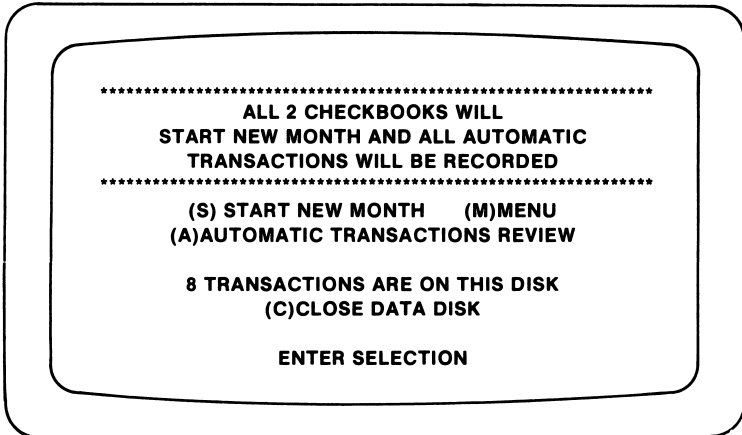 ***************************************************************
ALL 2 CHECKBOOKS WILL
START NEW MONTH AND ALL AUTOMATIC
TRANSACTIONS WILL BE RECORDED
***************************************************************
(S) START NEW MONTH (M)MENU
(A)AUTOMATIC TRANSACTIONS REVIEW
8 TRANSACTIONS ARE ON THIS DISK
(C)CLOSE DATA DISK
ENTER SELECTION